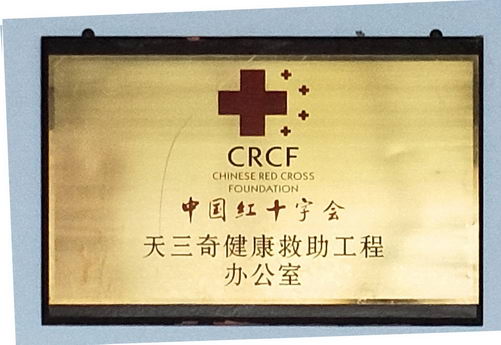 CRCF
CHINESE RED CROSS
FOUNDATION
中国红十字会
天三奇健康救助工程
办公室